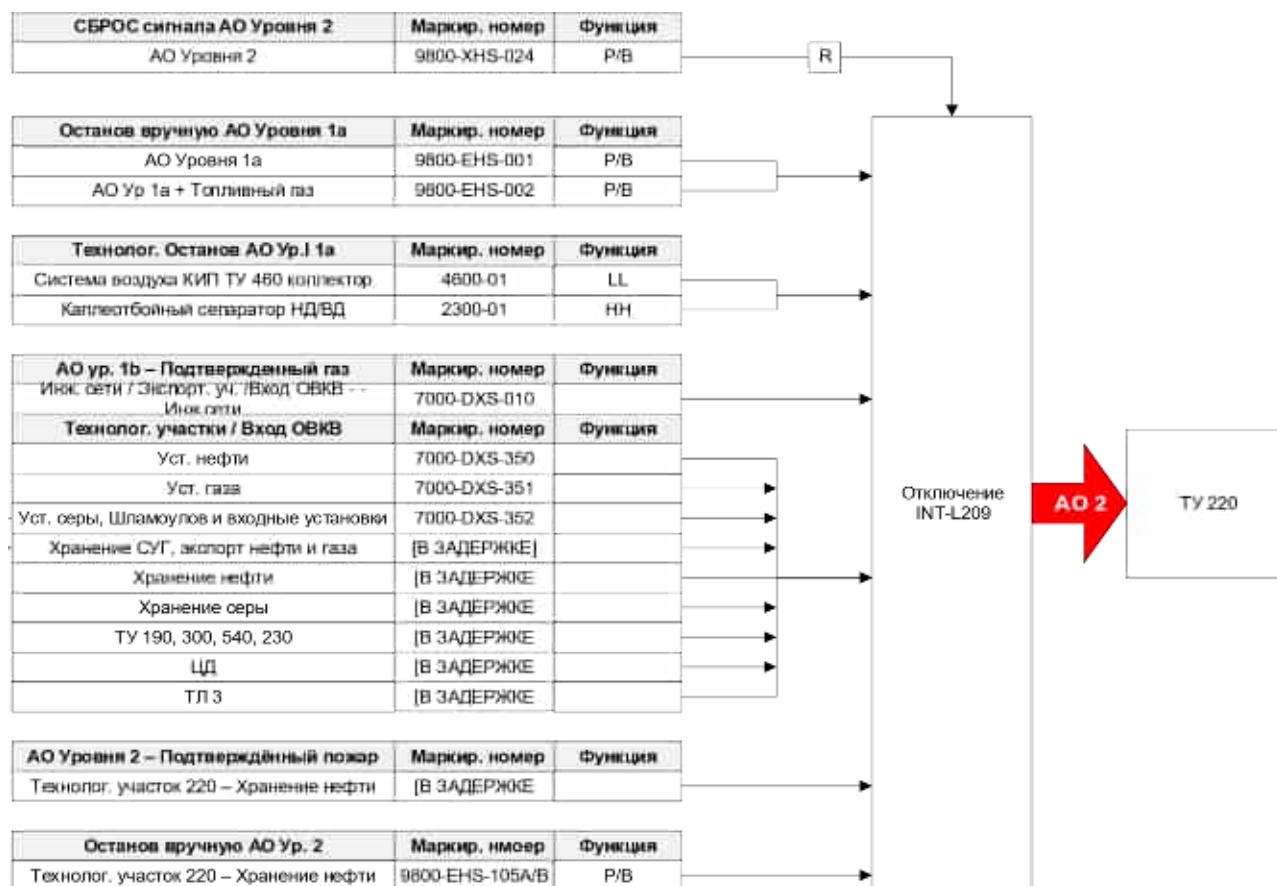 СБРОС сигнала АО Уровня 2 Маркир. номер Функция
АО Уровня 2 9800-XHS-024 P/B
R
Останов вручную АО Уровня 1а Маркир. номер Функция
АО Уровня 1а 9800-EHS-001 P/B
АО Ур 1а + Топливный газ 9800-EHS-002 P/B
Технолог. Останов АО Ур.I 1а Маркир. номер Функция
Система воздуха КИП ТУ 460 коллектор 4600-01 LL
Каплеотбойный сепаратор НД/ВД 2300-01 HH
АО ур. 1b – Подтвержденный газ Маркир. номер Функция
Инж. сети / Экспорт. уч. /Вход ОВКВ - -
Инж.сети
7000-DXS-010
Технолог. участки / Вход ОВКВ Маркир. номер Функция
Уст. нефти 7000-DXS-350
Уст. газа 7000-DXS-351
Уст. серы, Шламоулов и входные установки 7000-DXS-352
Хранение СУГ, экспорт нефти и газа [В ЗАДЕРЖКЕ]
Хранение нефти [В ЗАДЕРЖКЕ
Хранение серы [В ЗАДЕРЖКЕ
ТУ 190, 300, 540, 230 [В ЗАДЕРЖКЕ
ЦД [В ЗАДЕРЖКЕ
ТЛ 3 [В ЗАДЕРЖКЕ
АО Уровня 2 – Подтверждённый пожар Маркир. номер Функция
Технолог. участок 220 – Хранение нефти [В ЗАДЕРЖКЕ
Останов вручную АО Ур. 2 Маркир. нмоер Функция
Технолог. участок 220 – Хранение нефти 9800-EHS-105A/B P/B
Отключение
INT-L209
АО 2
ТУ 220